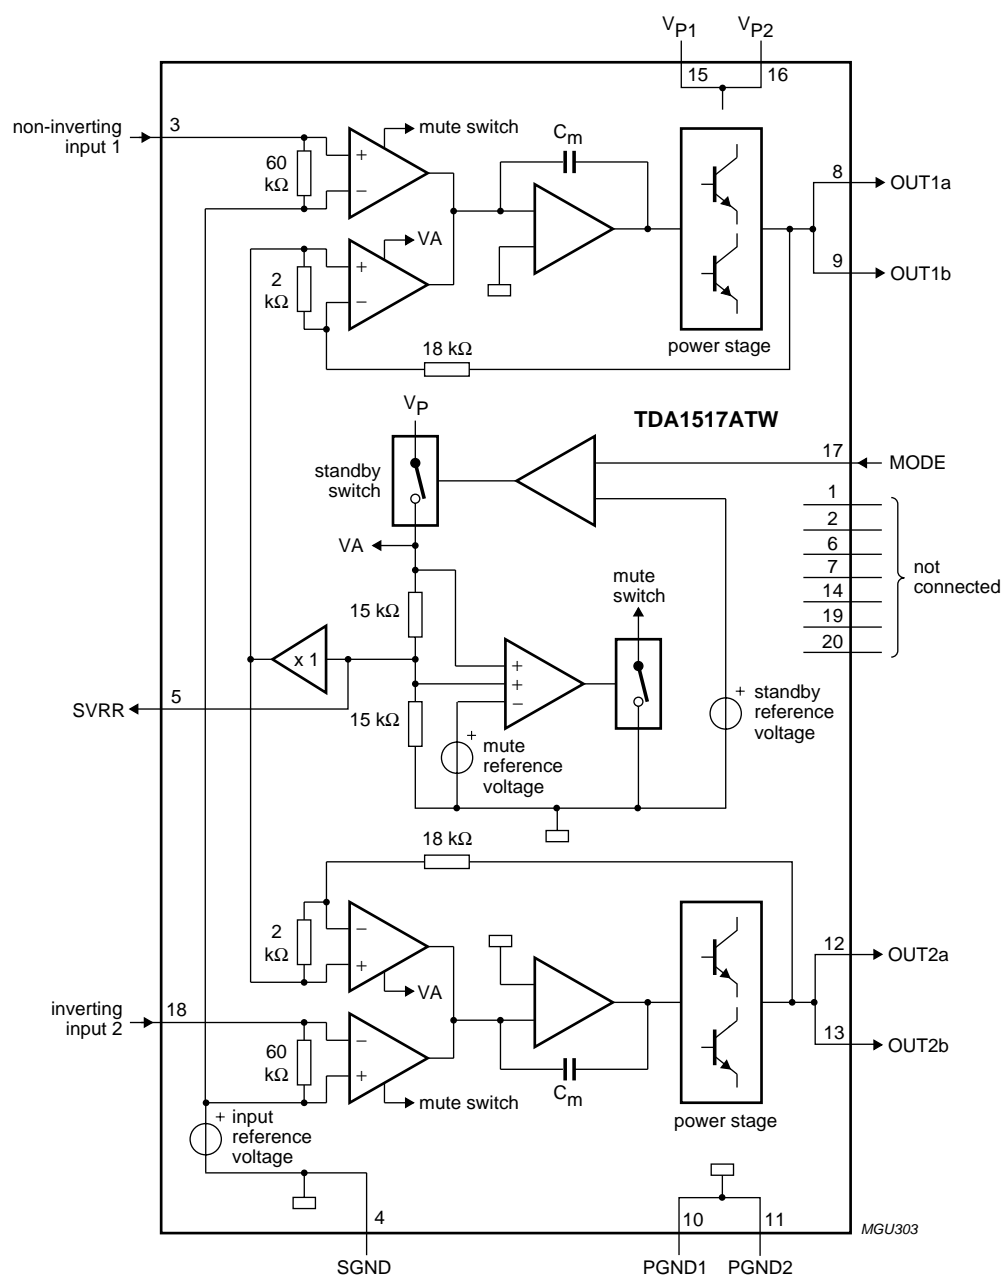 VP1
VP2
15
16
non-inverting
input 1
3
mute switch
Cm
60
kΩ
+
−
8
OUT1a
VA
2
kΩ
+
−
9
OUT1b
18 kΩ
power stage
VP
TDA1517ATW
17
MODE
standby
switch
1
2
6
7
14
19
20
not
connected
VA
mute
switch
15 kΩ
x 1
+
+
−
5
SVRR
15 kΩ
+
mute
reference
voltage
+
standby
reference
voltage
18 kΩ
2
kΩ
−
+
VA
12
OUT2a
inverting
input 2
18
13
OUT2b
60
kΩ
−
+
mute switch
Cm
power stage
+
input
reference
voltage
4
10
11
MGU303
SGND
PGND1
PGND2